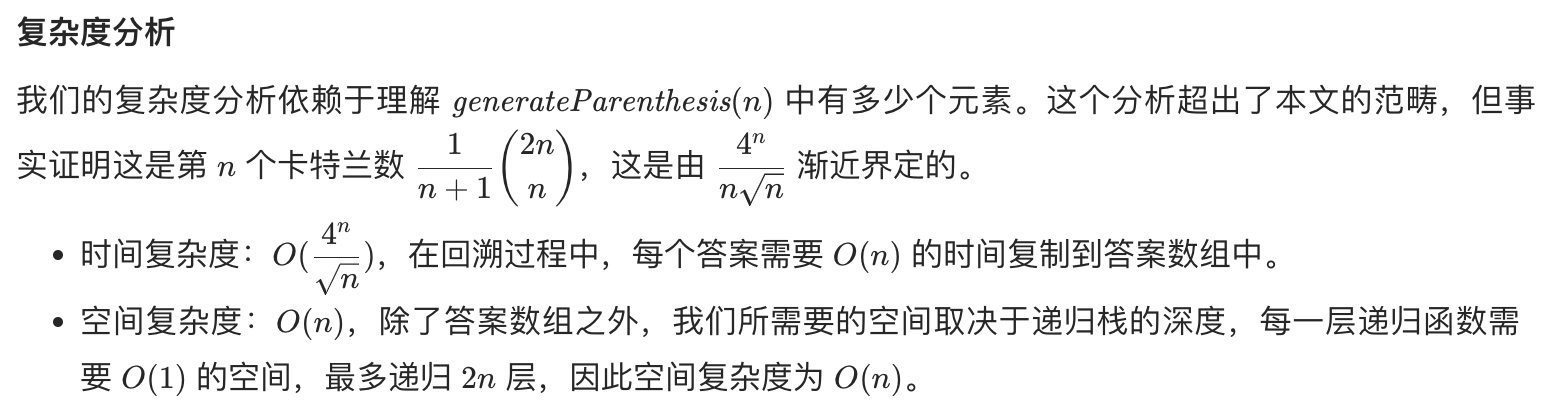 复杂度分析
我们的复杂度分析依赖于理解 generateParenthesis(n) 中有多少个元素。这个分析超出了本文的范畴，但事
实证明这是第 n 个卡特兰数 $\dfrac{1}{n+1}\dbinom{2n}{n}$，这是由 $\dfrac{4^n}{n\sqrt{n}}$ 渐近界定的。
• 时间复杂度：$O(\dfrac{4^n}{\sqrt{n}})$，在回溯过程中，每个答案需要 O(n) 的时间复制到答案数组中。
• 空间复杂度：O(n)，除了答案数组之外，我们所需要的空间取决于递归栈的深度，每一层递归函数需
要 O(1) 的空间，最多递归 2n 层，因此空间复杂度为 O(n)。